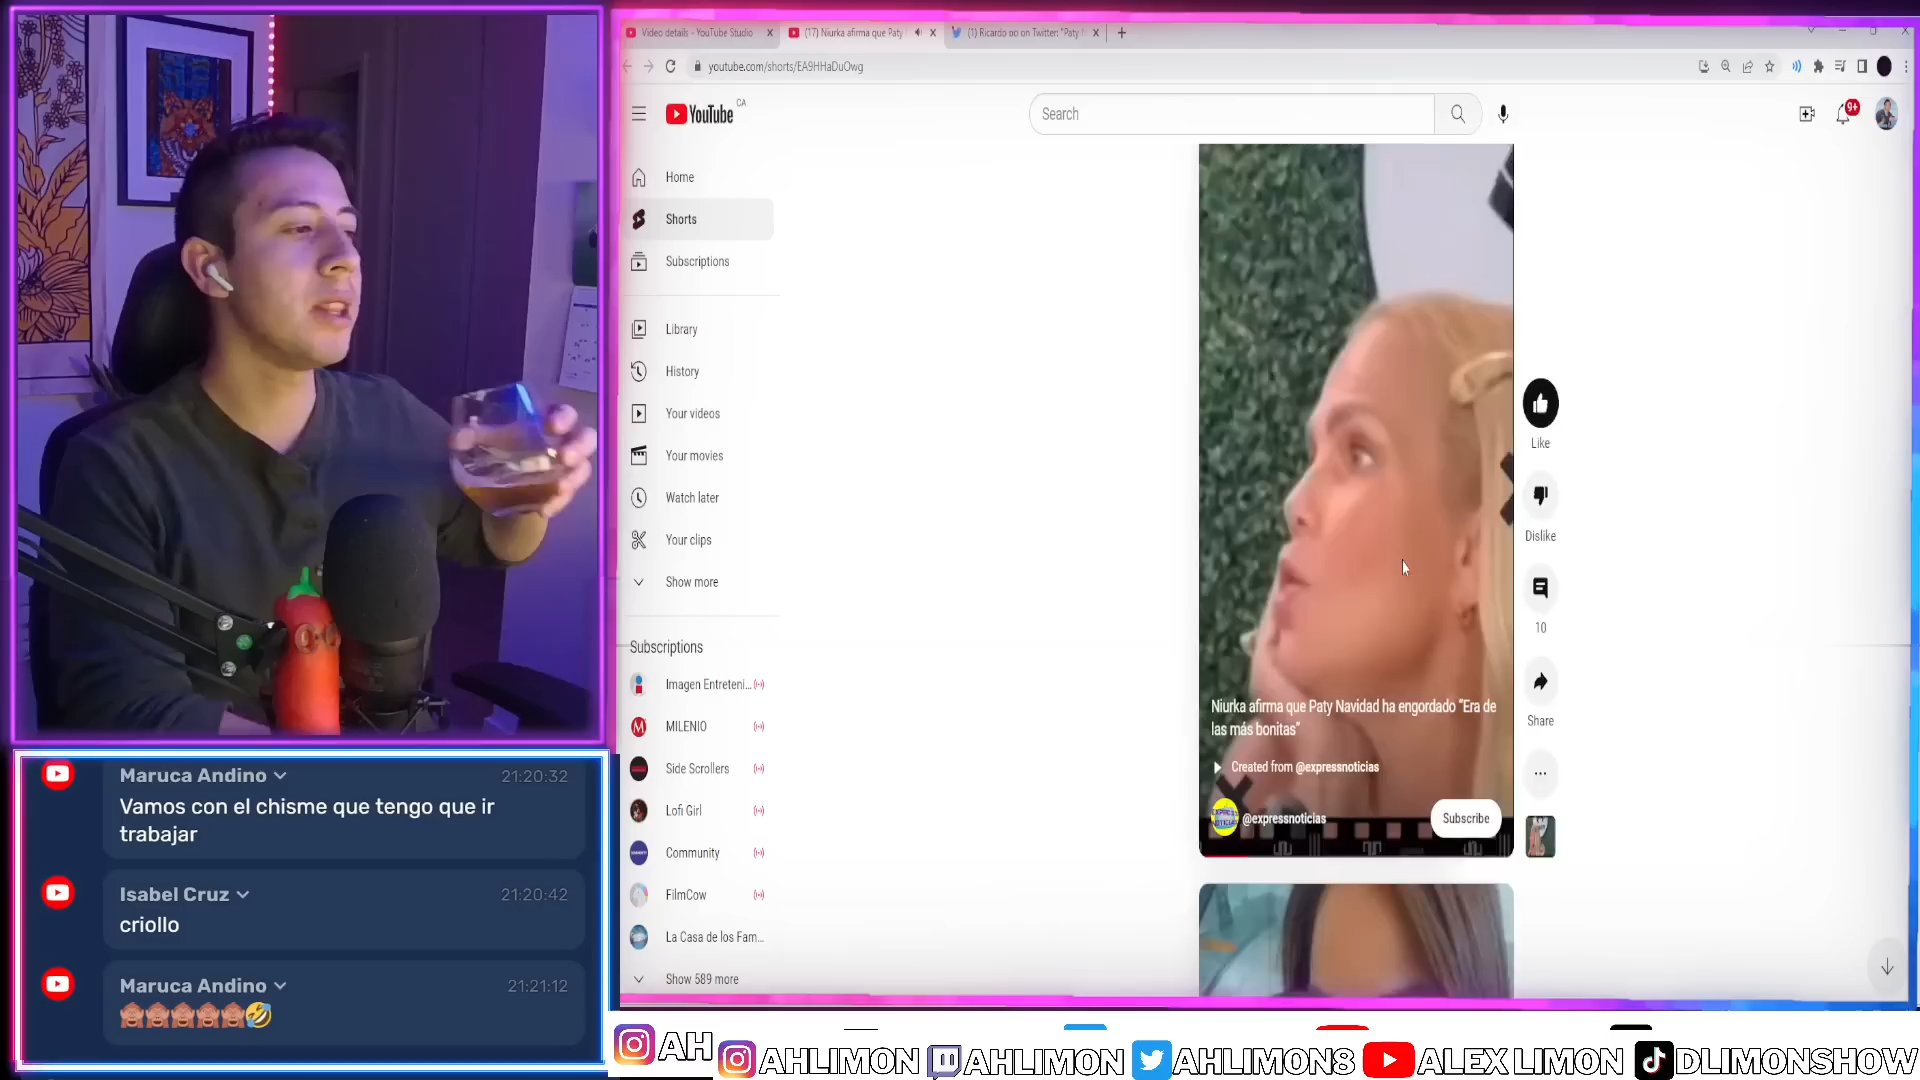 Video details - YouTube Studio
(17) Niurka afirma que Paty
(1) Ricardo oo on Twitter: "Paty
youtube.com/shorts/EA9HHaDuOwg
YouTube
CA
Search
9+
Home
Shorts
Subscriptions
Library
History
Your videos
Your movies
Watch later
Your clips
Show more
Subscriptions
Imagen Entreteni...
MILENIO
Side Scrollers
Lofi Girl
Community
FilmCow
La Casa de los Fam...
Show 589 more
Niurka afirma que Paty Navidad ha engordado "Era de
las más bonitas"
Created from @expressnoticias
@expressnoticias
Subscribe
Like
Dislike
10
Share
Maruca Andino
21:20:32
Vamos con el chisme que tengo que ir
trabajar
Isabel Cruz
21:20:42
criollo
Maruca Andino
21:21:12
🙈🙈🙈🙈🙈🤣
AH
AHLIMON
AHLIMON
AHLIMON8
ALEX LIMON
DLIMONSHOW